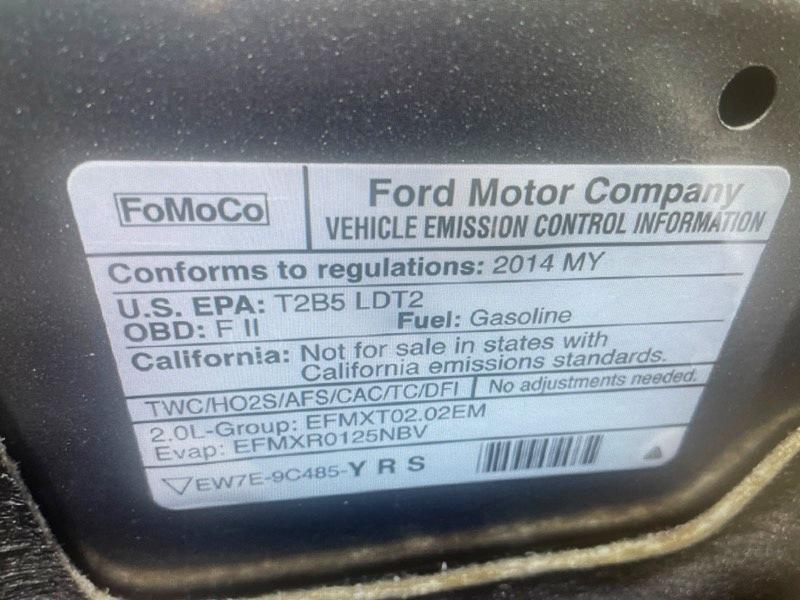 FoMoCo
Ford Motor Company
VEHICLE EMISSION CONTROL INFORMATION
Conforms to regulations: 2014 MY
U.S. EPA: T2B5 LDT2
OBD: F II Fuel: Gasoline
California: Not for sale in states with
California emissions standards.
TWC/HO2S/AFS/CAC/TC/DFI No adjustments needed.
2.0L-Group: EFMXT02.02EM
Evap: EFMXR0125NBV
EW7E-9C485-YRS